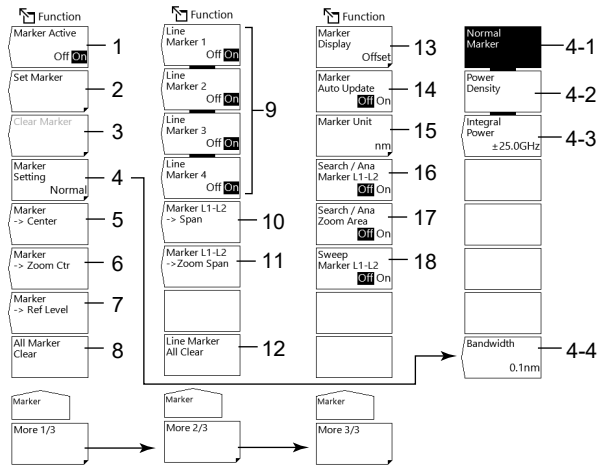 Function
Marker Active
Off On
1
Set Marker
2
Clear Marker
3
Marker
Setting
Normal
4
Marker
-> Center
5
Marker
-> Zoom Ctr
6
Marker
-> Ref Level
7
All Marker
Clear
8
Marker
More 1/3
Function
Line
Marker 1
Off On
Line
Marker 2
Off On
Line
Marker 3
Off On
Line
Marker 4
Off On
9
Marker L1-L2
-> Span
10
Marker L1-L2
->Zoom Span
11
Line Marker
All Clear
12
Marker
More 2/3
Function
Marker
Display
Offset
13
Marker
Auto Update
Off On
14
Marker Unit
nm
15
Search / Ana
Marker L1-L2
Off On
16
Search / Ana
Zoom Area
Off On
17
Sweep
Marker L1-L2
Off On
18
Marker
More 3/3
Normal
Marker
4-1
Power
Density
4-2
Integral
Power
±25.0GHz
4-3
Bandwidth
0.1nm
4-4